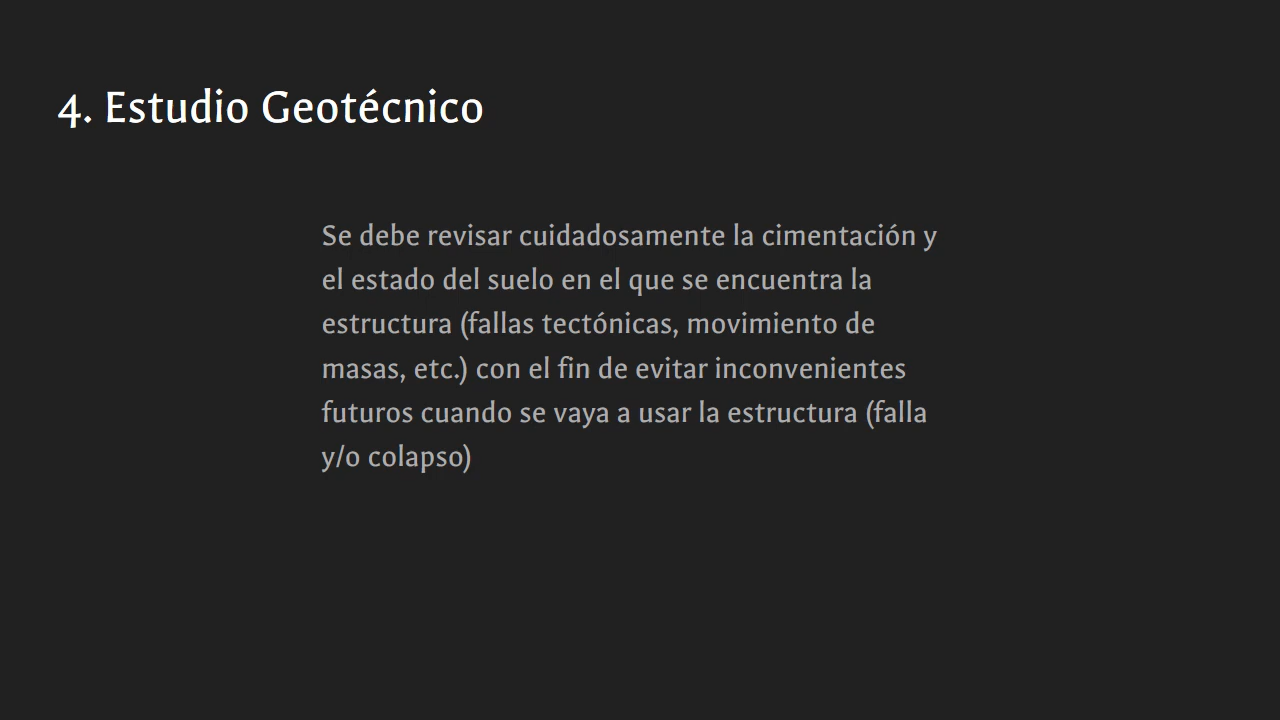 4. Estudio Geotécnico
Se debe revisar cuidadosamente la cimentación y
el estado del suelo en el que se encuentra la
estructura (fallas tectónicas, movimiento de
masas, etc.) con el fin de evitar inconvenientes
futuros cuando se vaya a usar la estructura (falla
y/o colapso)